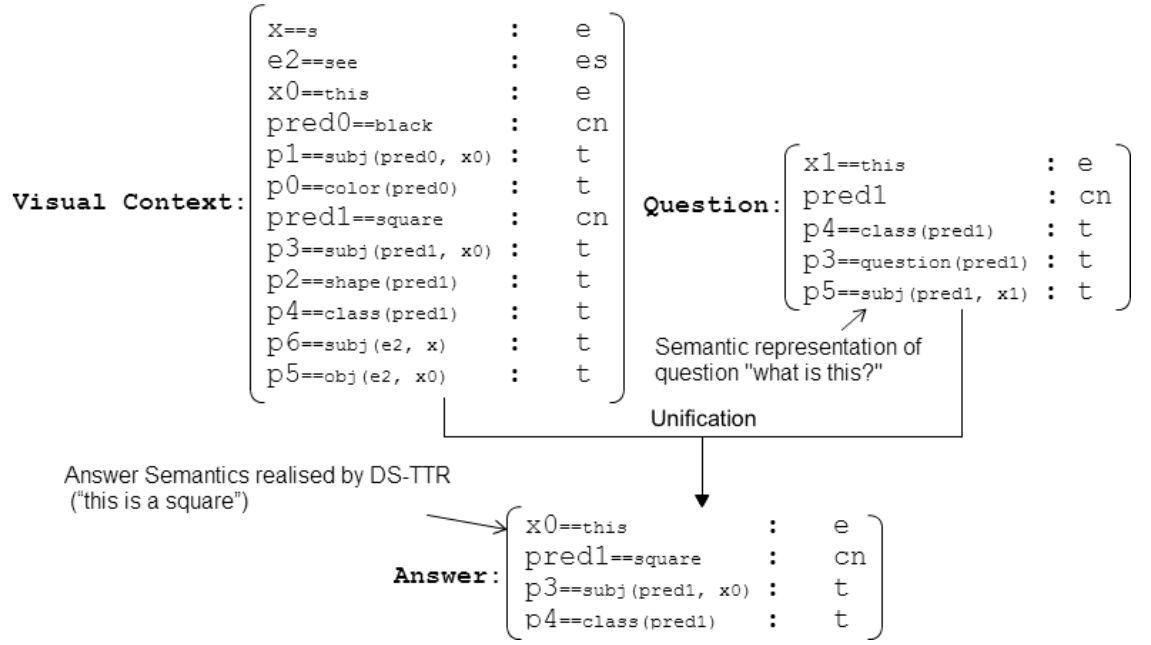 x==s : e
e2==see : es
x0==this : e
pred0==black : cn
p1==subj(pred0, x0) : t
p0==color(pred0) : t
Visual Context:
pred1==square : cn
p3==subj(pred1, x0) : t
p2==shape(pred1) : t
p4==class(pred1) : t
p6==subj(e2, x) : t
p5==obj(e2, x0) : t
Question:
x1==this : e
pred1 : cn
p4==class(pred1) : t
p3==question(pred1) : t
p5==subj(pred1, x1) : t
Semantic representation of
question "what is this?"
Unification
Answer Semantics realised by DS-TTR
("this is a square")
Answer:
x0==this : e
pred1==square : cn
p3==subj(pred1, x0) : t
p4==class(pred1) : t